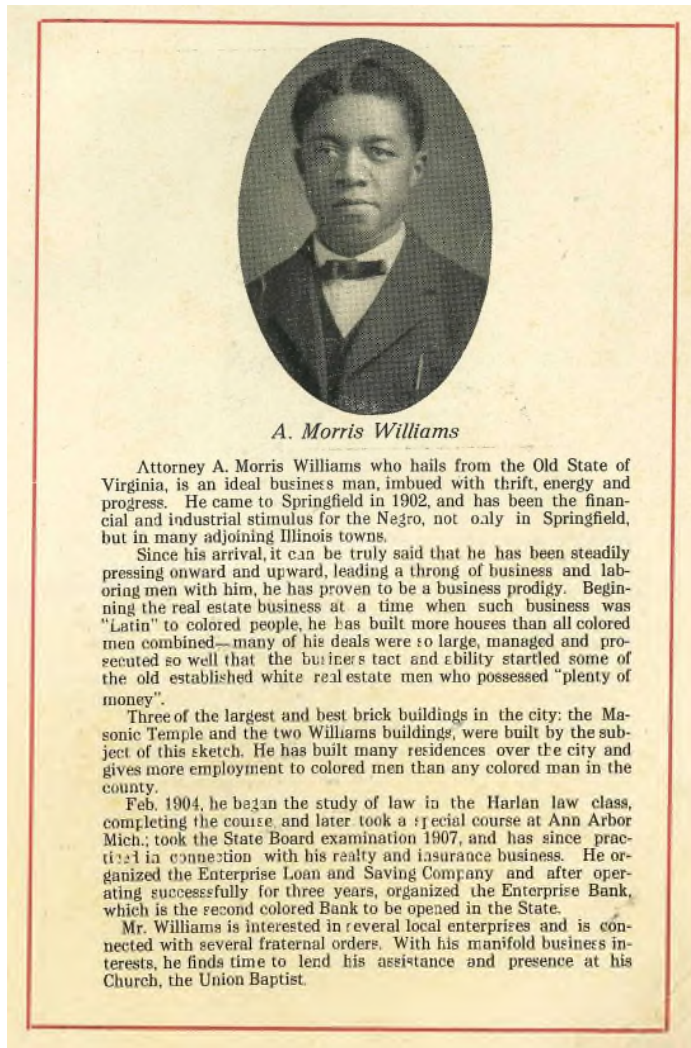 A. Morris Williams
Attorney A. Morris Williams who hails from the Old State of
Virginia, is an ideal business man, imbued with thrift, energy and
progress. He came to Springfield in 1902, and has been the finan-
cial and industrial stimulus for the Negro, not only in Springfield,
but in many adjoining Illinois towns.
Since his arrival, it can be truly said that he has been steadily
pressing onward and upward, leading a throng of business and lab-
oring men with him, he has proven to be a business prodigy. Begin-
ning the real estate business at a time when such business was
"Latin" to colored people, he has built more houses than all colored
men combined—many of his deals were so large, managed and pro-
secuted so well that the business tact and ability startled some of
the old established white real estate men who possessed "plenty of
money".
Three of the largest and best brick buildings in the city: the Ma-
sonic Temple and the two Williams buildings, were built by the sub-
ject of this sketch. He has built many residences over the city and
gives more employment to colored men than any colored man in the
county.
Feb. 1904, he began the study of law in the Harlan law class,
completing the course, and later took a special course at Ann Arbor
Mich.; took the State Board examination 1907, and has since prac-
ticed in connection with his realty and insurance business. He or-
ganized the Enterprise Loan and Saving Company and after oper-
ating successsfully for three years, organized the Enterprise Bank,
which is the second colored Bank to be opened in the State.
Mr. Williams is interested in several local enterprises and is con-
nected with several fraternal orders. With his manifold business in-
terests, he finds time to lend his assistance and presence at his
Church, the Union Baptist.